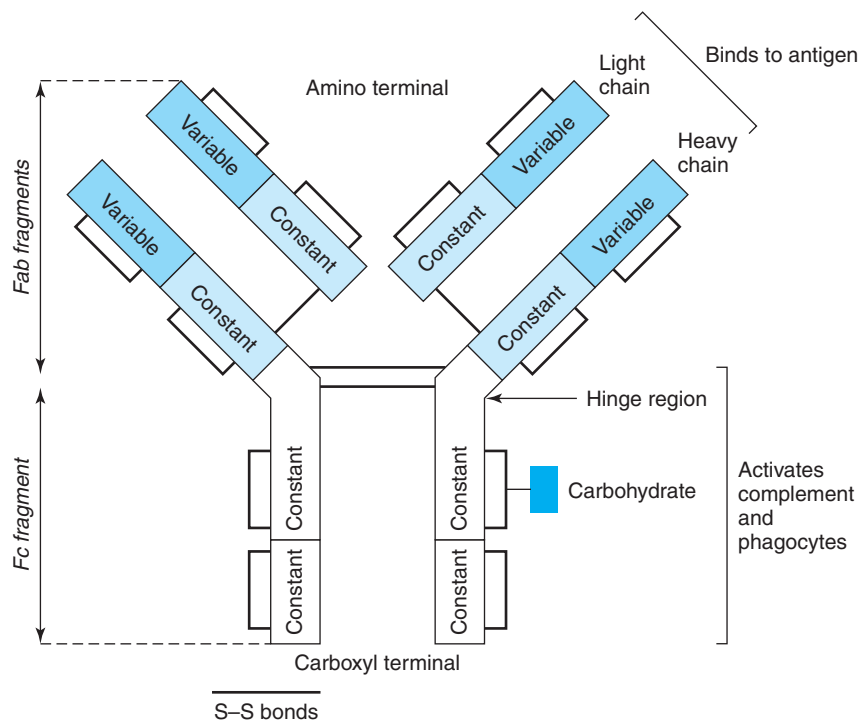 Binds to antigen
Light
chain
Amino terminal
Heavy
chain
Variable
Variable
Variable
Variable
Constant
Constant
Constant
Constant
Fab fragments
Hinge region
Fc fragment
Constant
Constant
Carbohydrate
Activates
complement
and
phagocytes
Constant
Constant
Carboxyl terminal
S–S bonds